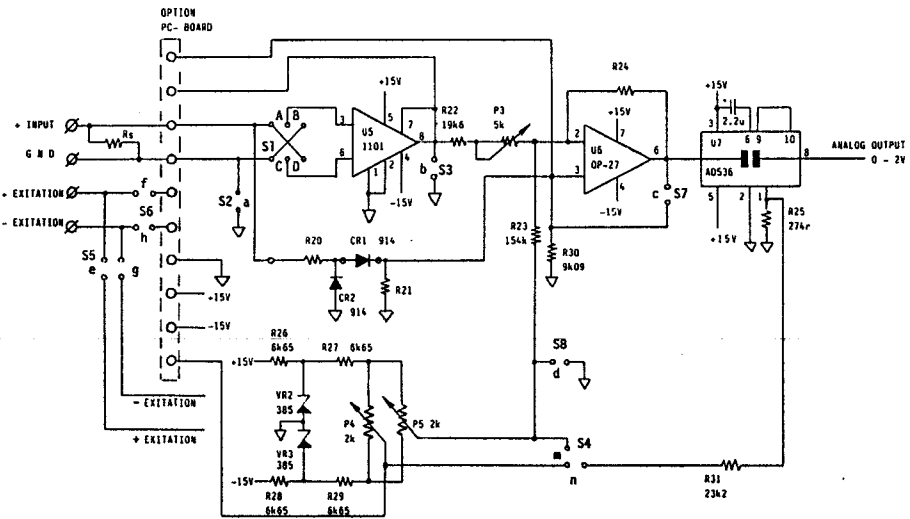 OPTION
PC- BOARD
+ INPUT
Rs
G N D
+ EXITATION
- EXITATION
f
S6
h
S5
e
g
- EXITATION
+ EXITATION
+15V
-15V
A
B
S1
C
D
S2
a
3
6
+15V
5
7
U5
1101
8
1
2
4
-15V
R22
19k6
b
S3
P3
5k
R24
+15V
2
7
U6
OP-27
6
3
4
-15V
c
S7
+15V
3
2.2u
6
9
10
U7
AD536
8
5
2
1
+15V
R25
274r
ANALOG OUTPUT
0 - 2V
R20
CR1
914
CR2
914
R21
R23
154k
R30
9k09
S8
d
R26
6k65
R27
6k65
+15V
VR2
385
VR3
385
P4
2k
P5 2k
-15V
R28
6k65
R29
6k65
S4
m
n
R31
23k2